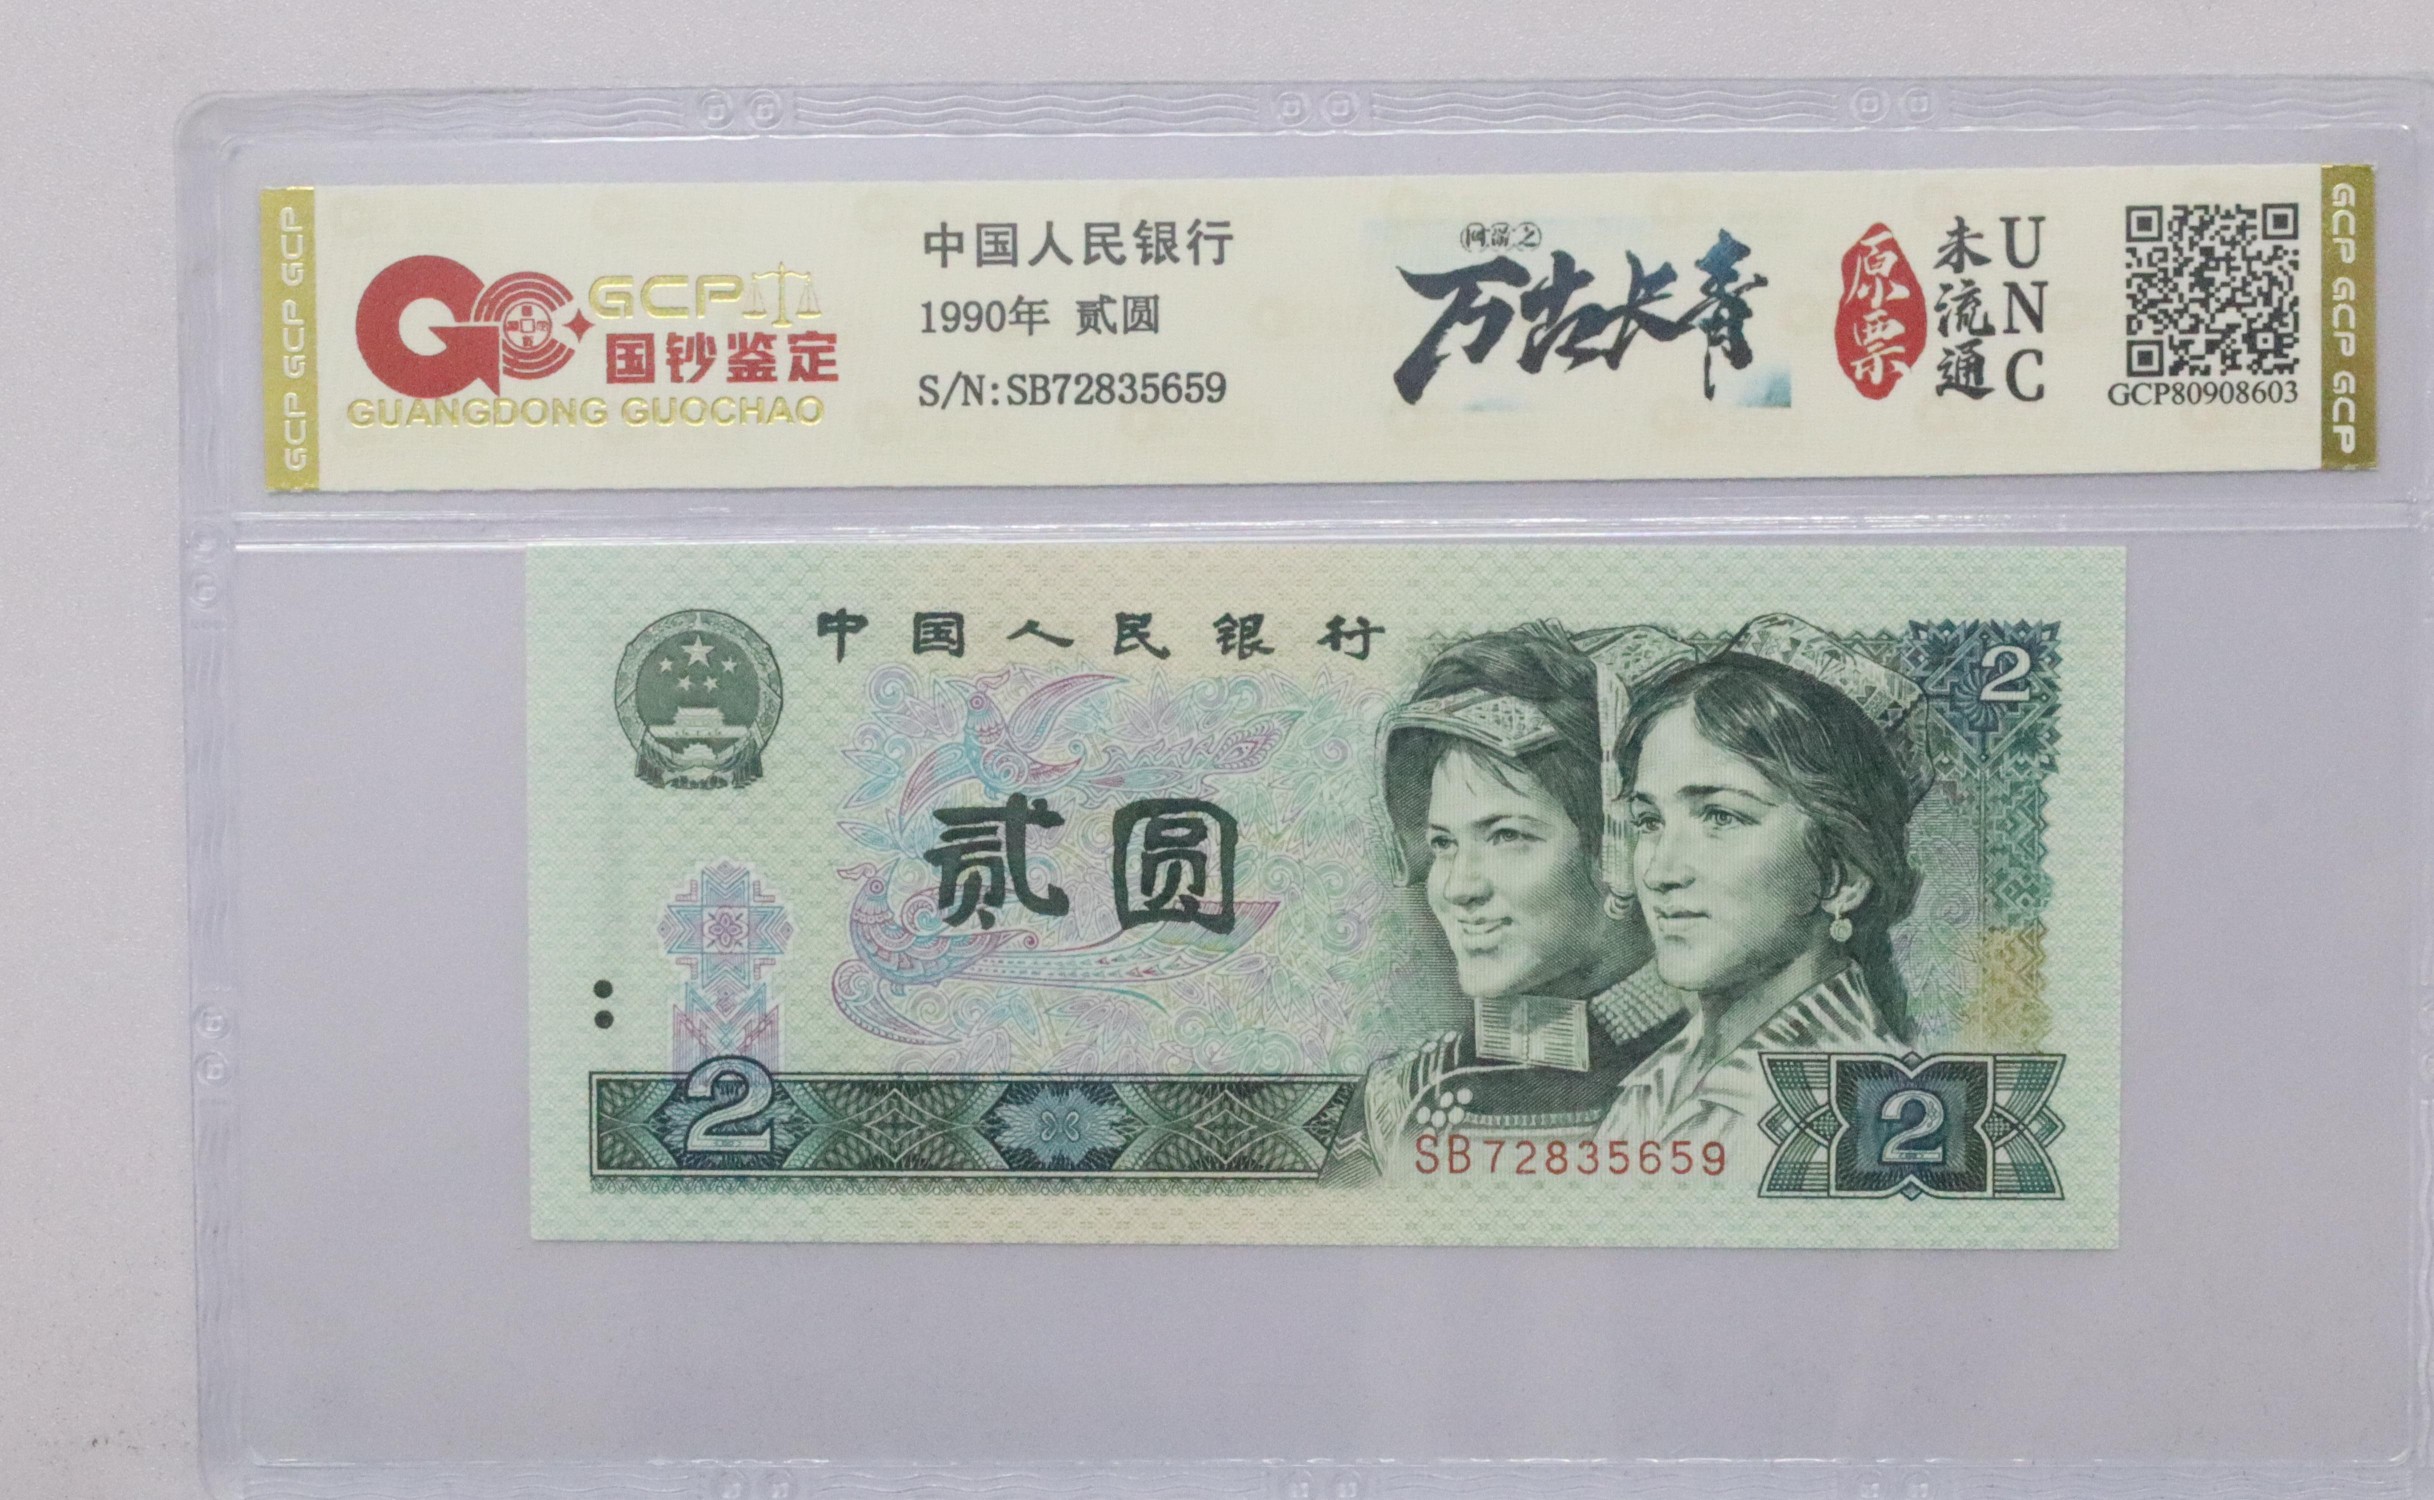 GCP GCP GCP
GCP
国钞鉴定
GUANGDONG GUOCHAO
中国人民银行
1990年 贰圆
S/N:SB72835659
万古长青
原票
未流通
UNC
GCP80908603
GCP GCP GCP
中国人民银行
2
贰圆
2
SB72835659
2